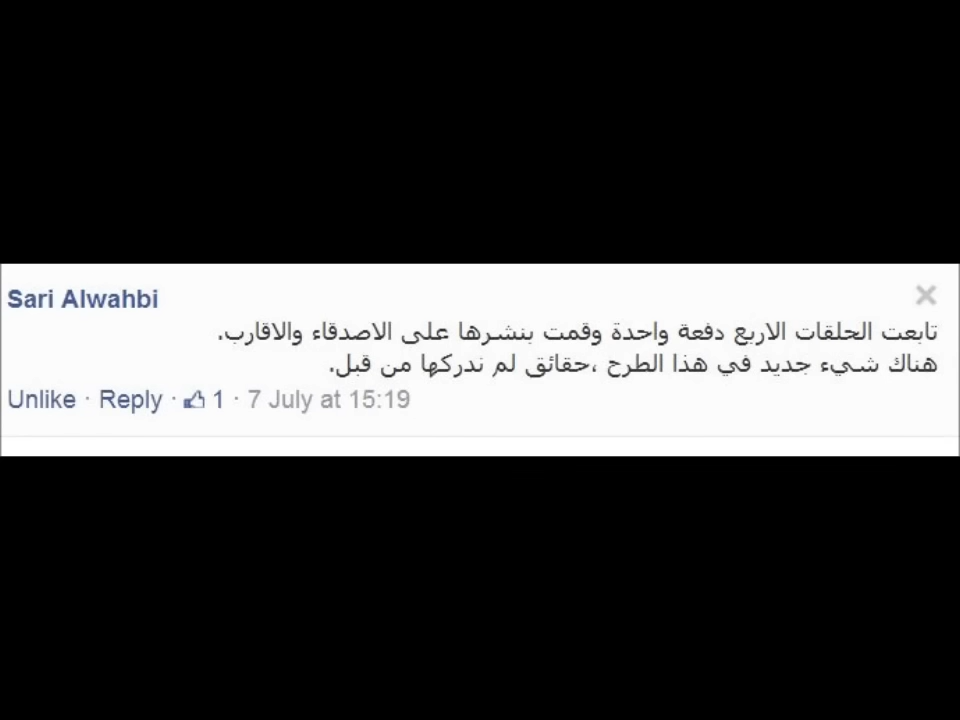 Sari Alwahbi
تابعت الحلقات الاربع دفعة واحدة وقمت بنشرها على الاصدقاء والاقارب.
هناك شيء جديد في هذا الطرح ،حقائق لم ندركها من قبل.
Unlike · Reply · 1 · 7 July at 15:19